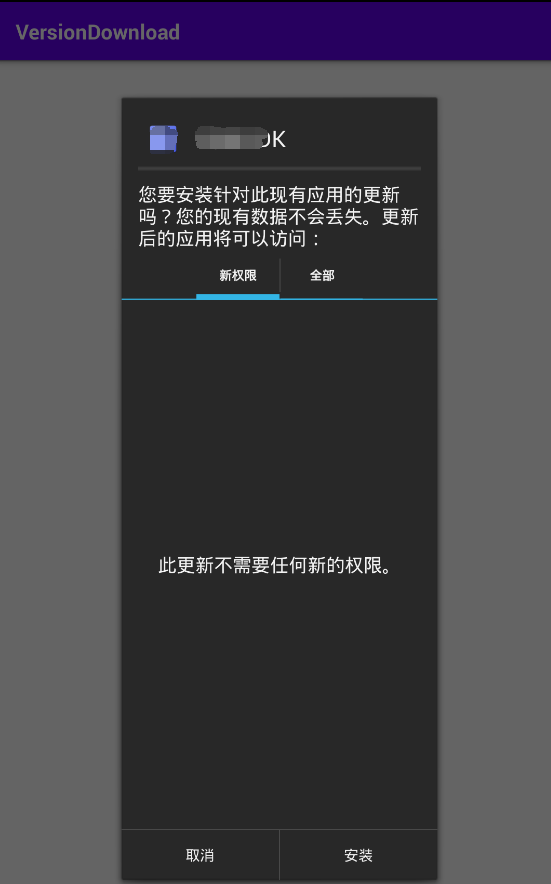 VersionDownload
您要安装针对此现有应用的更新
吗？您的现有数据不会丢失。更新
后的应用将可以访问：
新权限
全部
此更新不需要任何新的权限。
取消
安装